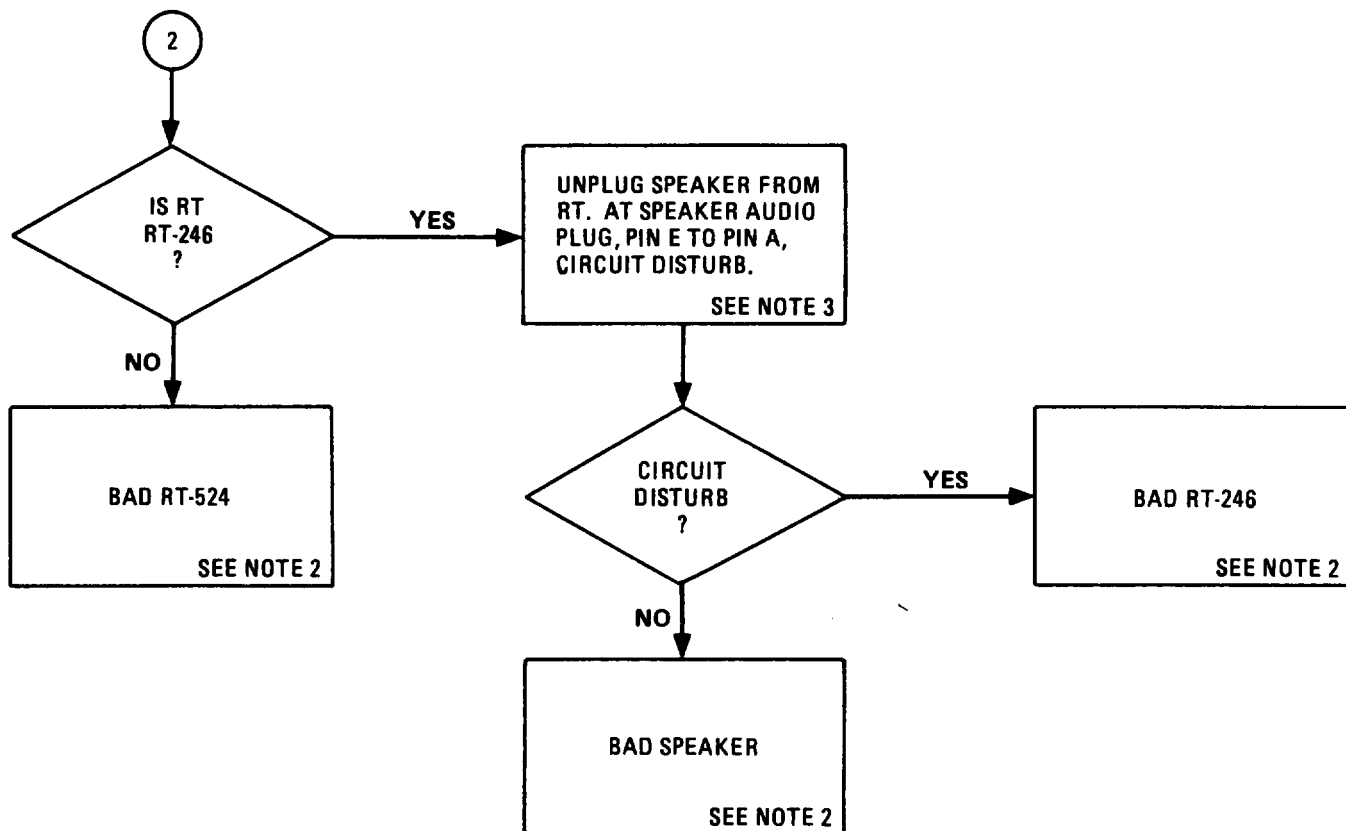 2
IS RT
RT-246
?
YES
NO
UNPLUG SPEAKER FROM
RT. AT SPEAKER AUDIO
PLUG, PIN E TO PIN A,
CIRCUIT DISTURB.
SEE NOTE 3
BAD RT-524
SEE NOTE 2
CIRCUIT
DISTURB
?
YES
NO
BAD RT-246
SEE NOTE 2
BAD SPEAKER
SEE NOTE 2